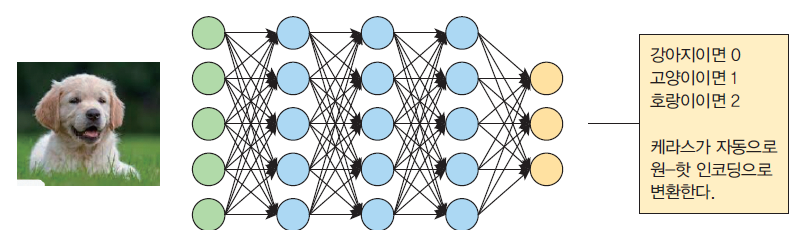 강아지이면 0
고양이이면 1
호랑이이면 2
케라스가 자동으로
원-핫 인코딩으로
변환한다.